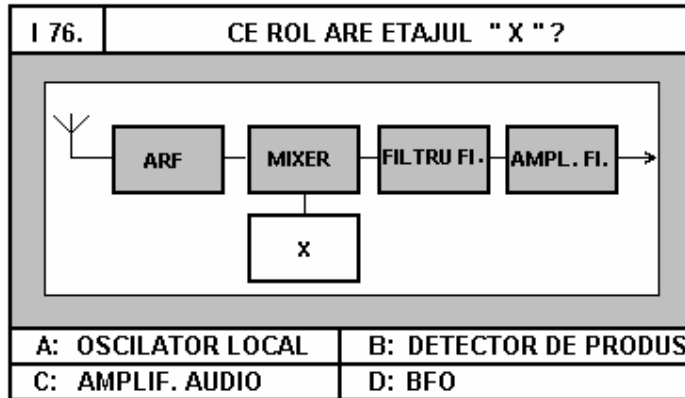 I 76. CE ROL ARE ETAJUL " X " ?
ARF MIXER FILTRU FI. AMPL. FI.
X
A: OSCILATOR LOCAL B: DETECTOR DE PRODUS
C: AMPLIF. AUDIO D: BFO